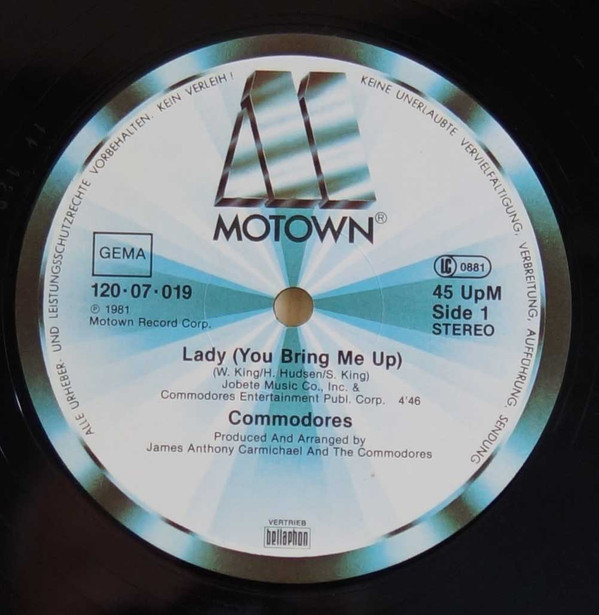 ALLE URHEBER- UND LEISTUNGSSCHUTZRECHTE VORBEHALTEN. KEIN VERLEIH! KEINE UNERLAUBTE VERVIELFÄLTIGUNG, VERBREITUNG, AUFFÜHRUNG, SENDUNG
MOTOWN®
GEMA
LC 0881
120·07·019
45 UpM
℗ 1981
Side 1
Motown Record Corp.
STEREO
Lady (You Bring Me Up)
(W. King/H. Hudsen/S. King)
Jobete Music Co., Inc. &
Commodores Entertainment Publ. Corp. 4'46
Commodores
Produced And Arranged by
James Anthony Carmichael And The Commodores
VERTRIEB
bellaphon